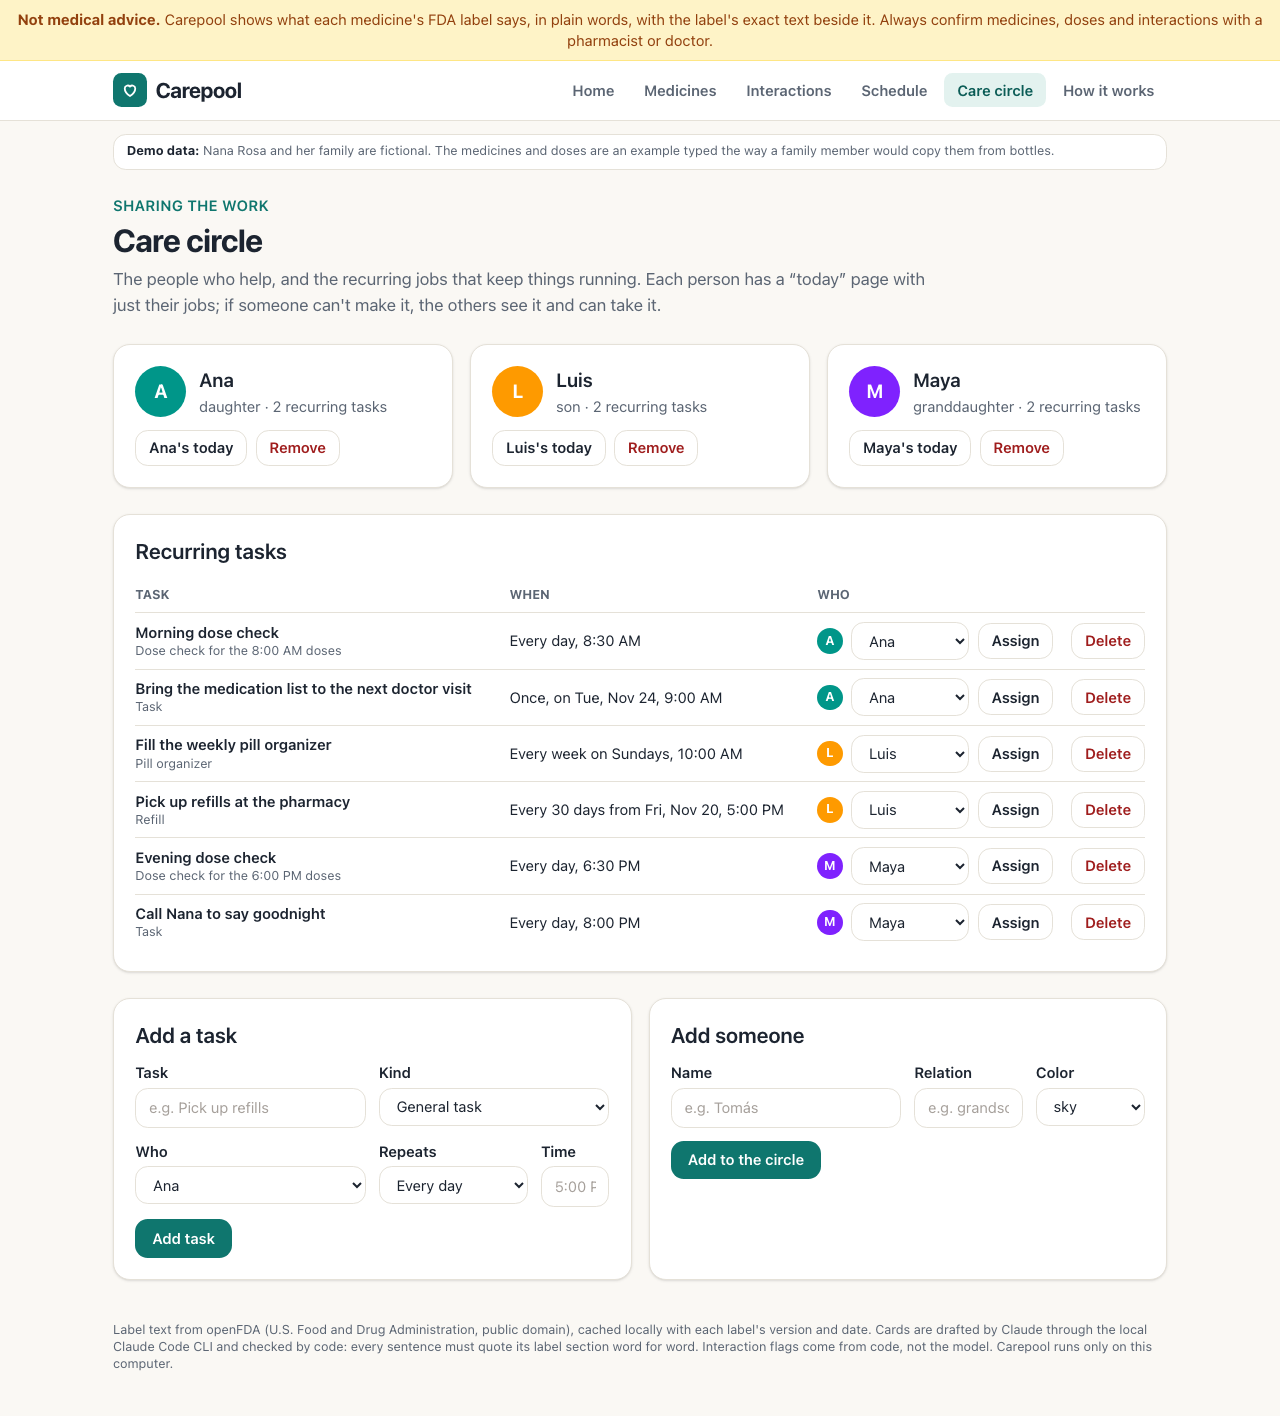 Not medical advice. Carepool shows what each medicine's FDA label says, in plain words, with the label's exact text beside it. Always confirm medicines, doses and interactions with a
pharmacist or doctor.
Carepool
Home Medicines Interactions Schedule Care circle How it works
Demo data: Nana Rosa and her family are fictional. The medicines and doses are an example typed the way a family member would copy them from bottles.
SHARING THE WORK
Care circle
The people who help, and the recurring jobs that keep things running. Each person has a “today” page with
just their jobs; if someone can't make it, the others see it and can take it.
A
Ana
daughter · 2 recurring tasks
Ana's today Remove
L
Luis
son · 2 recurring tasks
Luis's today Remove
M
Maya
granddaughter · 2 recurring tasks
Maya's today Remove
Recurring tasks
TASK WHEN WHO
Morning dose check
Dose check for the 8:00 AM doses
Every day, 8:30 AM
A Ana Assign Delete
Bring the medication list to the next doctor visit
Task
Once, on Tue, Nov 24, 9:00 AM
A Ana Assign Delete
Fill the weekly pill organizer
Pill organizer
Every week on Sundays, 10:00 AM
L Luis Assign Delete
Pick up refills at the pharmacy
Refill
Every 30 days from Fri, Nov 20, 5:00 PM
L Luis Assign Delete
Evening dose check
Dose check for the 6:00 PM doses
Every day, 6:30 PM
M Maya Assign Delete
Call Nana to say goodnight
Task
Every day, 8:00 PM
M Maya Assign Delete
Add a task
Task Kind
e.g. Pick up refills General task
Who Repeats Time
Ana Every day 5:00
Add task
Add someone
Name Relation Color
e.g. Tomás e.g. sky
Add to the circle
Label text from openFDA (U.S. Food and Drug Administration, public domain), cached locally with each label's version and date. Cards are drafted by Claude through the local
Claude Code CLI and checked by code: every sentence must quote its label section word for word. Interaction flags come from code, not the model. Carepool runs only on this
computer.